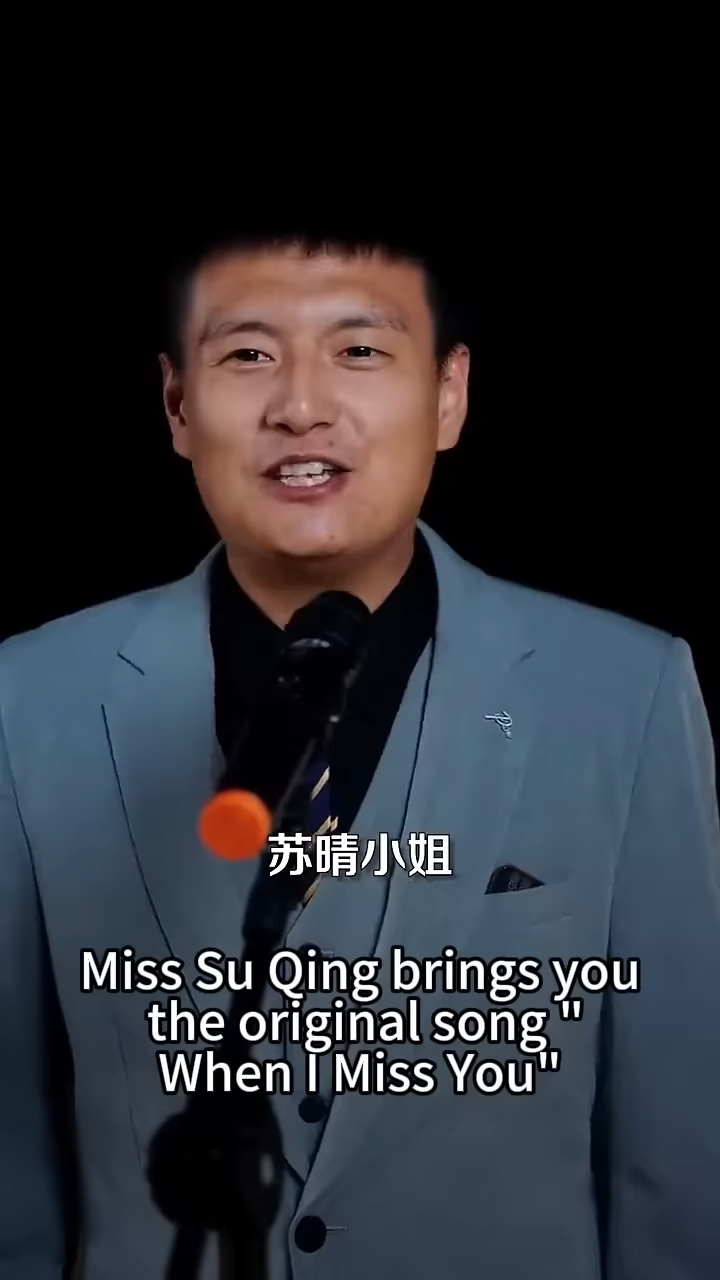 苏晴小姐
Miss Su Qing brings you
the original song "
When I Miss You"